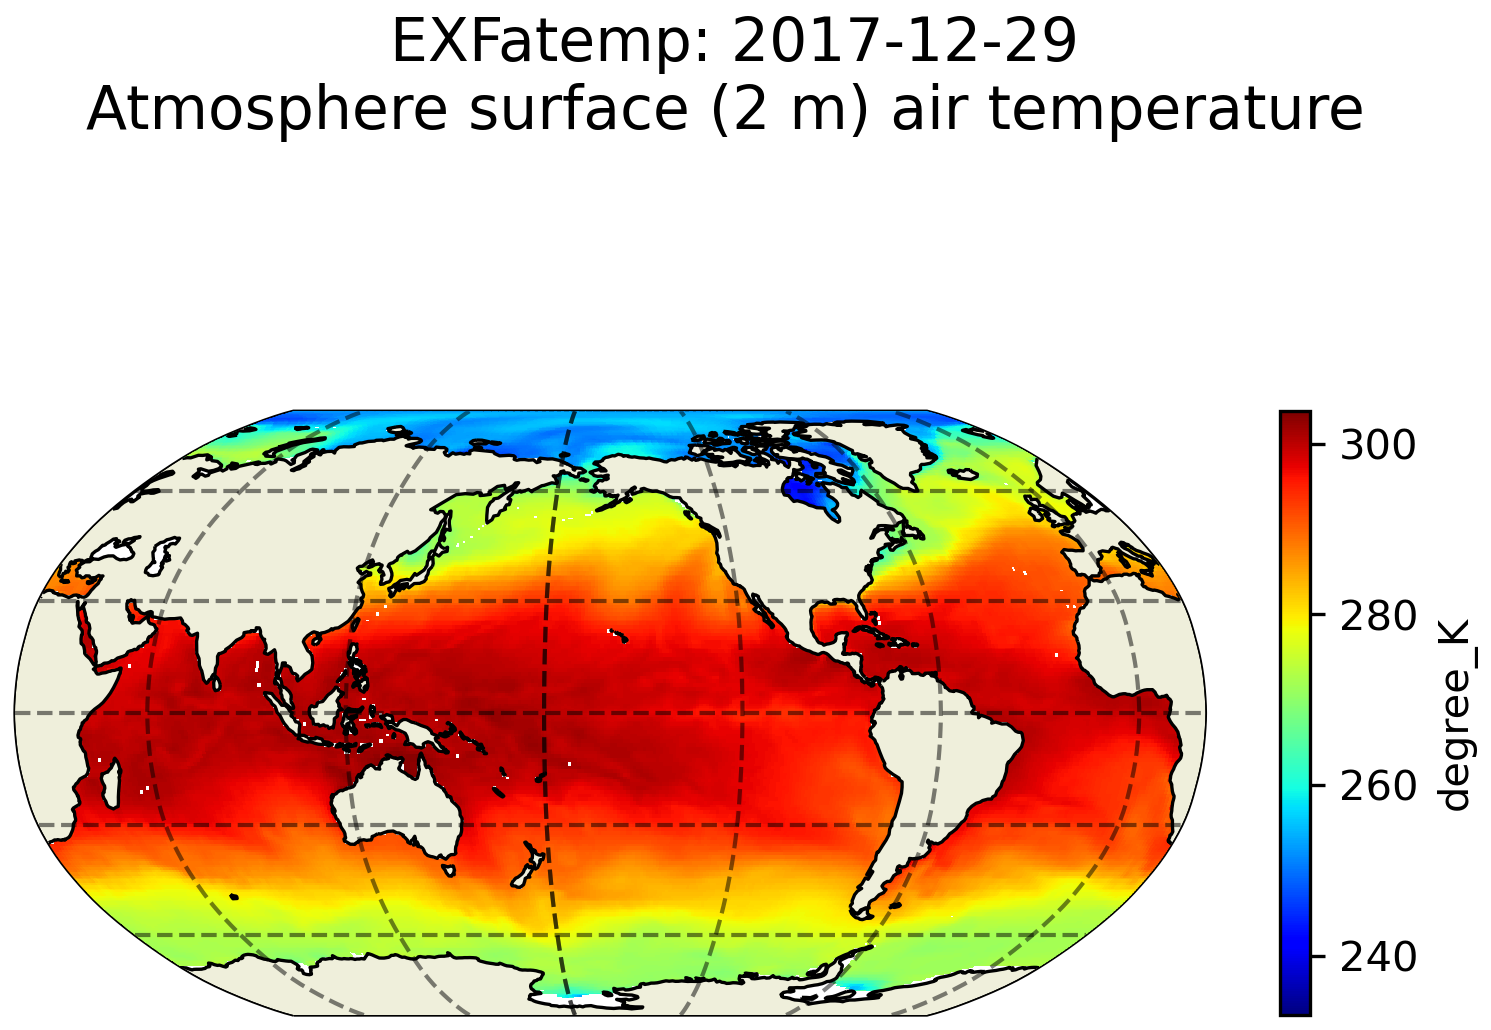 EXFatemp: 2017-12-29
Atmosphere surface (2 m) air temperature
300
280
260
240
degree_K